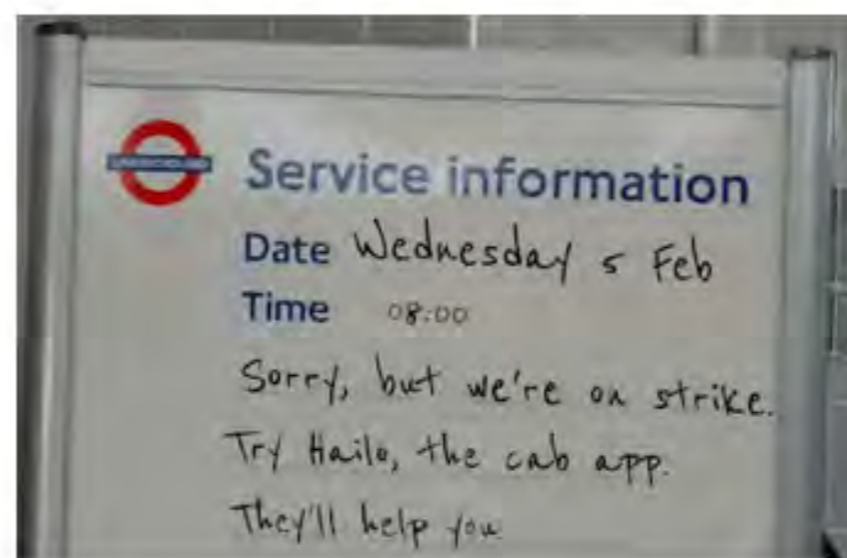 UNDERGROUND
Service information
Date Wednesday 5 Feb
Time 08:00
Sorry, but we're on strike.
Try Hailo, the cab app.
They'll help you